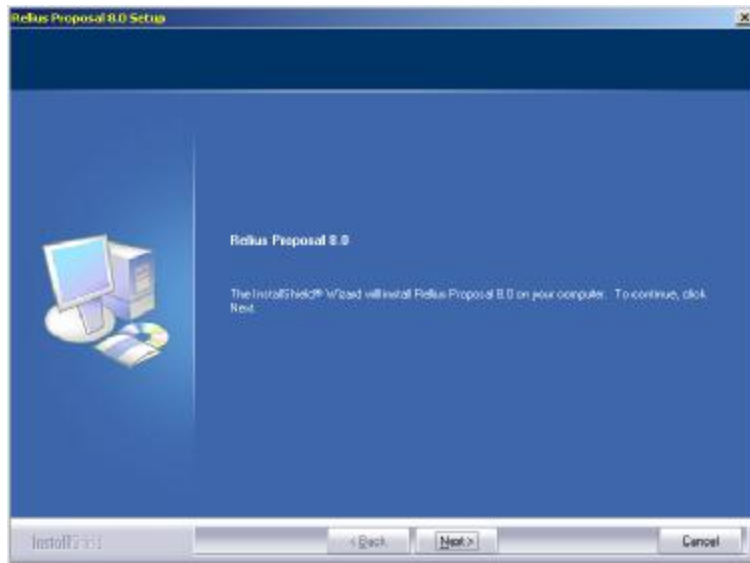 Relius Proposal 8.0 Setup
Relius Proposal 8.0
The InstallShield® Wizard will install Relius Proposal 8.0 on your computer. To continue, click
Next.
InstallShield
< Back
Next >
Cancel